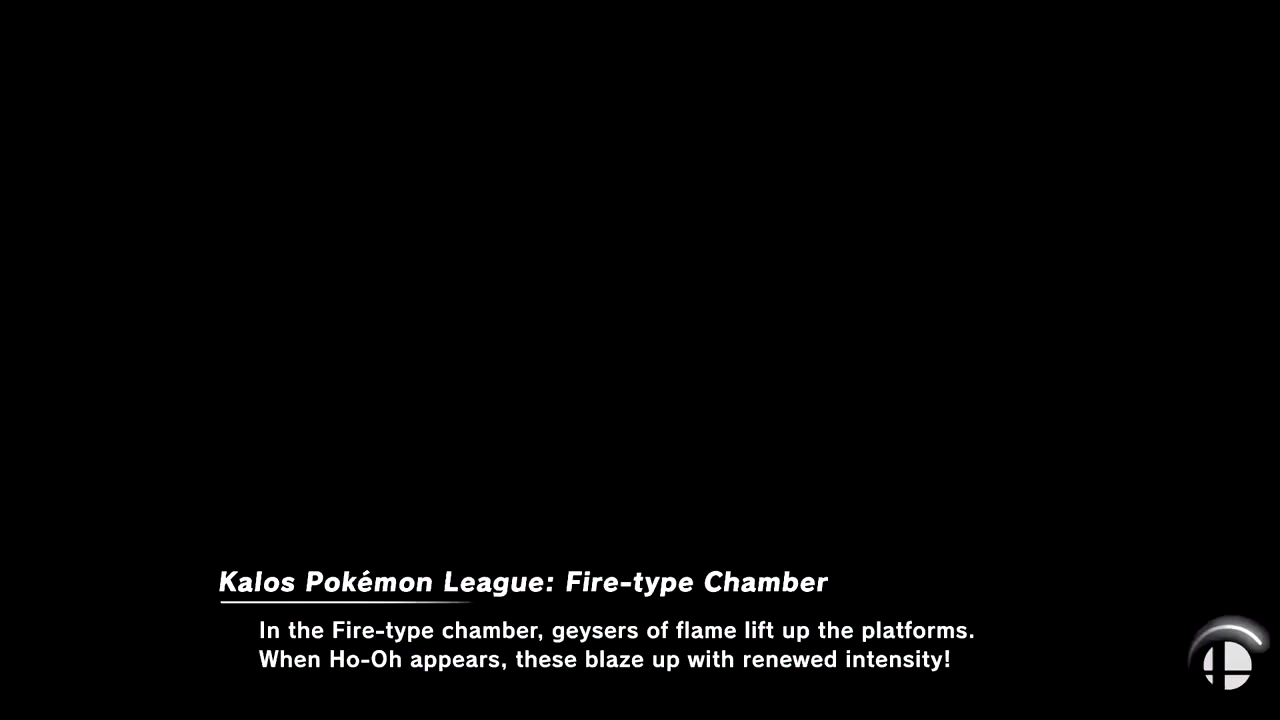 Kalos Pokémon League: Fire-type Chamber
In the Fire-type chamber, geysers of flame lift up the platforms.
When Ho-Oh appears, these blaze up with renewed intensity!